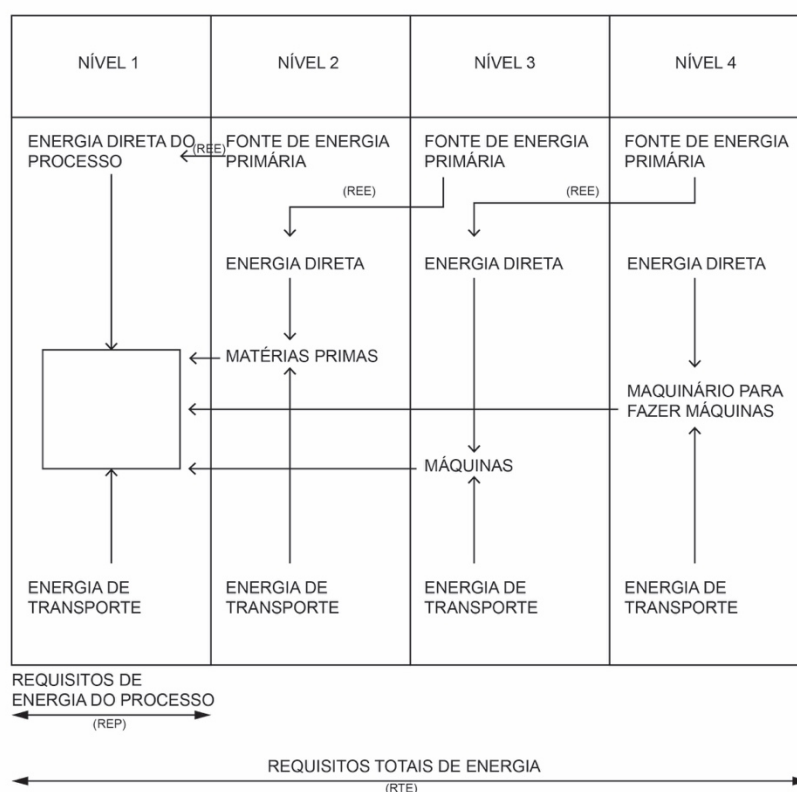 NÍVEL 1
NÍVEL 2
NÍVEL 3
NÍVEL 4
ENERGIA DIRETA DO
PROCESSO
(REE)
FONTE DE ENERGIA
PRIMÁRIA
FONTE DE ENERGIA
PRIMÁRIA
FONTE DE ENERGIA
PRIMÁRIA
(REE)
(REE)
ENERGIA DIRETA
ENERGIA DIRETA
ENERGIA DIRETA
MATÉRIAS PRIMAS
MAQUINÁRIO PARA
FAZER MÁQUINAS
MÁQUINAS
ENERGIA DE
TRANSPORTE
ENERGIA DE
TRANSPORTE
ENERGIA DE
TRANSPORTE
ENERGIA DE
TRANSPORTE
REQUISITOS DE
ENERGIA DO PROCESSO
(REP)
REQUISITOS TOTAIS DE ENERGIA
(RTE)